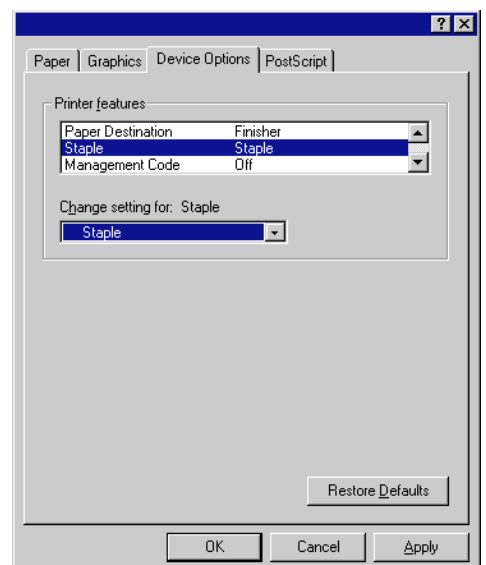 Paper Graphics Device Options PostScript
Printer features
Paper Destination Finisher
Staple Staple
Management Code Off
Change setting for: Staple
Staple
Restore Defaults
OK Cancel Apply